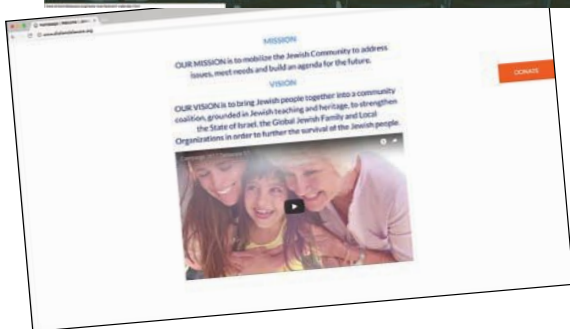 MISSION
OUR MISSION is to mobilize the Jewish Community to address
issues, meet needs and build an agenda for the future.
DONATE
VISION
OUR VISION is to bring Jewish people together into a community
coalition, grounded in Jewish teaching and heritage, to strengthen
the State of Israel, the Global Jewish Family and Local
Organizations in order to further the survival of the Jewish people.